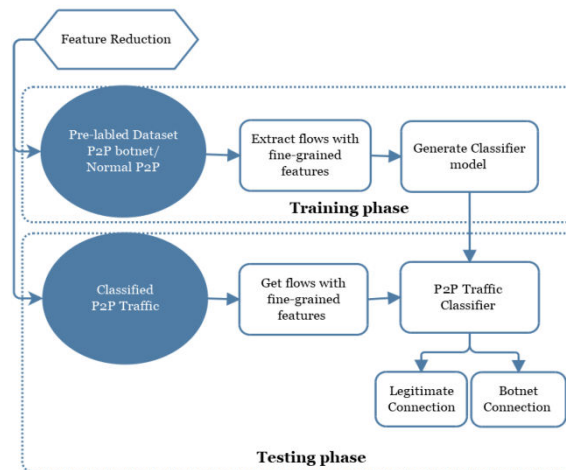 Feature Reduction
Pre-labled Dataset
P2P botnet/
Normal P2P
Extract flows with
fine-grained
features
Generate Classifier
model
Training phase
Classified
P2P Traffic
Get flows with
fine-grained
features
P2P Traffic
Classifier
Legitimate
Connection
Botnet
Connection
Testing phase